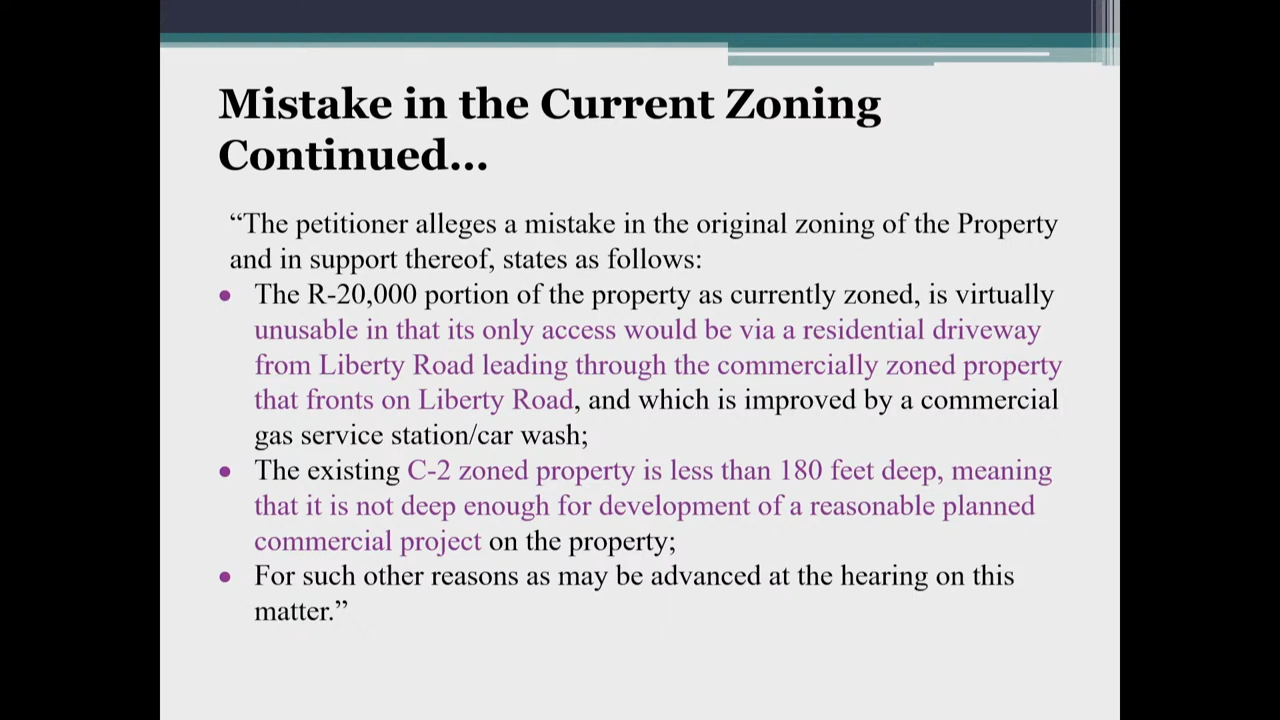 Mistake in the Current Zoning
Continued...
“The petitioner alleges a mistake in the original zoning of the Property
and in support thereof, states as follows:
• The R-20,000 portion of the property as currently zoned, is virtually
unusable in that its only access would be via a residential driveway
from Liberty Road leading through the commercially zoned property
that fronts on Liberty Road, and which is improved by a commercial
gas service station/car wash;
• The existing C-2 zoned property is less than 180 feet deep, meaning
that it is not deep enough for development of a reasonable planned
commercial project on the property;
• For such other reasons as may be advanced at the hearing on this
matter.”